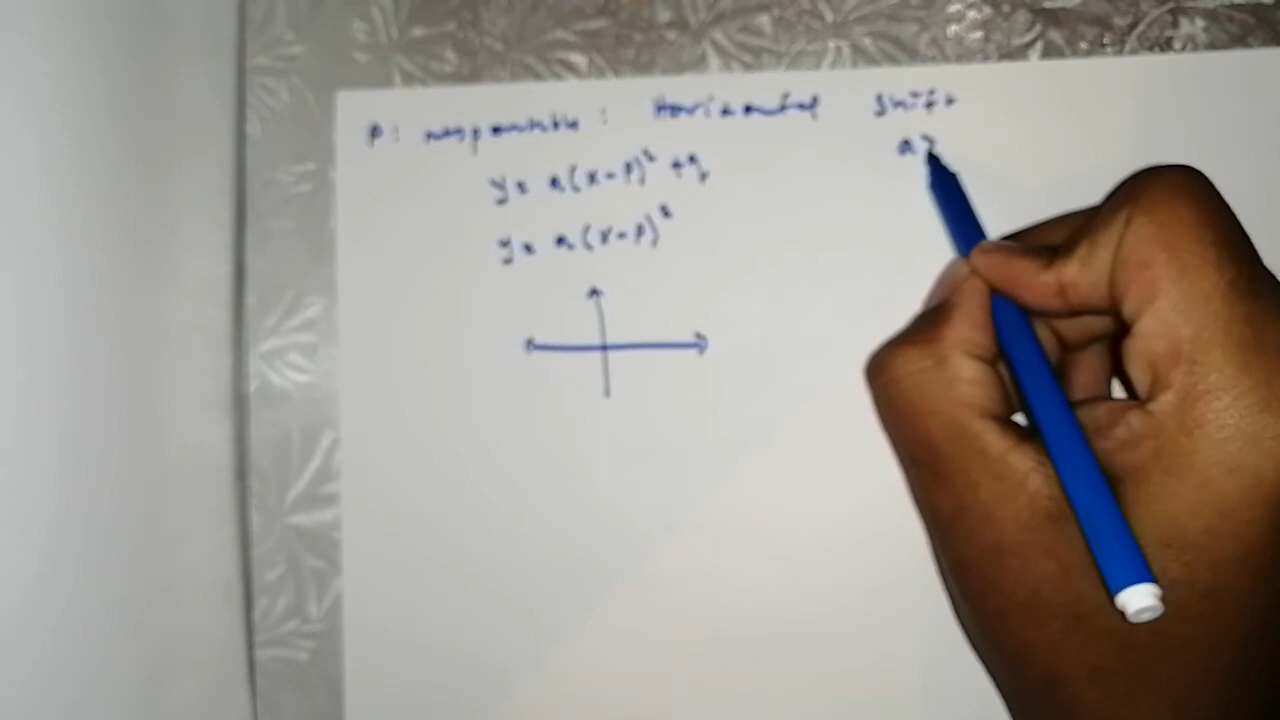 P: responsible: Horizontal Shift
a>
y = a(x-p)² + q
y = a(x-p)²